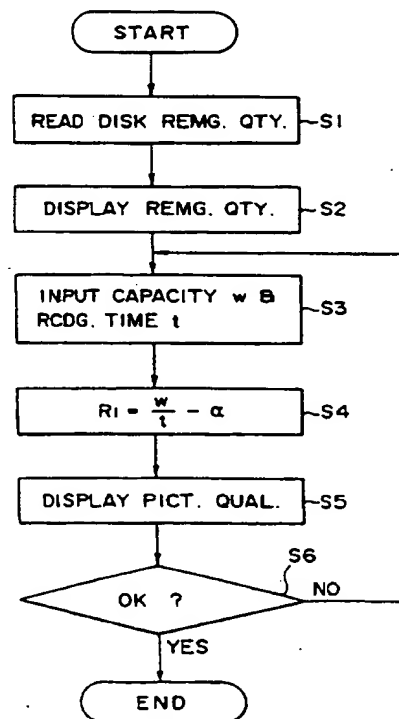 START
READ DISK REMG. QTY.
S1
DISPLAY REMG. QTY.
S2
INPUT CAPACITY w &
RCDG. TIME t
S3
R1 = w/t - α
S4
DISPLAY PICT. QUAL.
S5
S6
OK ?
NO
YES
END